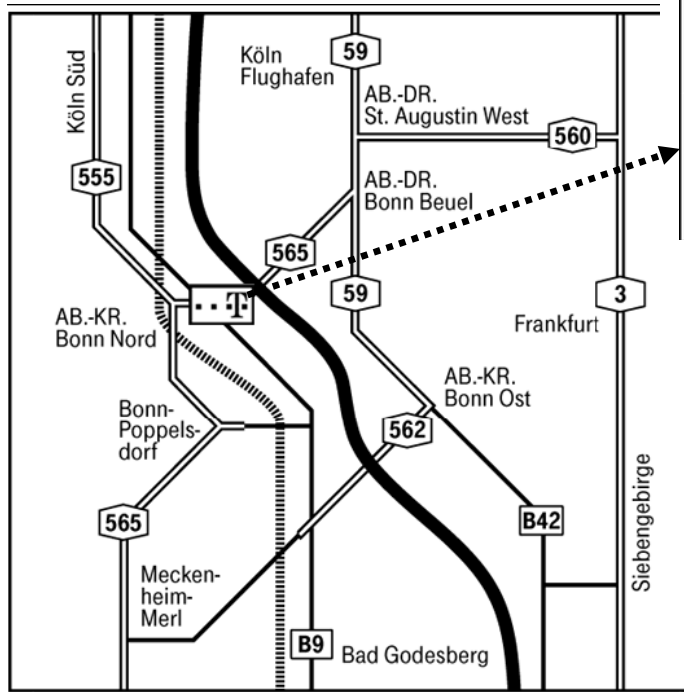 Köln Süd
Köln
Flughafen
59
AB.-DR.
St. Augustin West
560
555
AB.-DR.
Bonn Beuel
565
T
59
3
AB.-KR.
Bonn Nord
Frankfurt
AB.-KR.
Bonn Ost
Bonn-
Poppels-
dorf
562
565
B42
Siebengebirge
Mecken-
heim-
Merl
B9
Bad Godesberg